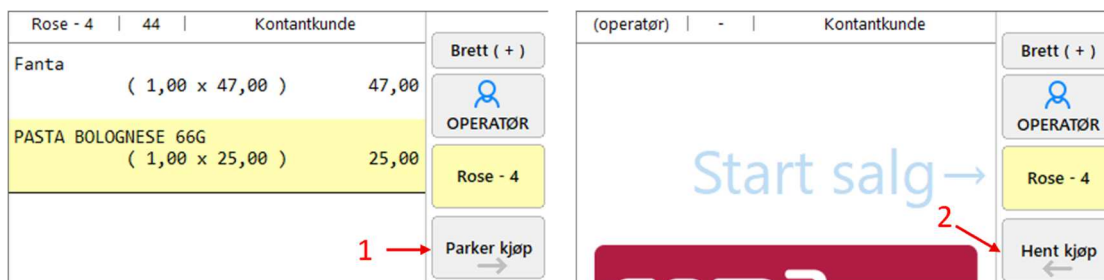 Rose - 4 | 44 | Kontantkunde
Fanta
( 1,00 x 47,00 ) 47,00
PASTA BOLOGNESE 66G
( 1,00 x 25,00 ) 25,00
Brett ( + )
OPERATØR
Rose - 4
1
Parker kjøp
(operatør) | - | Kontantkunde
Start salg
Brett ( + )
OPERATØR
Rose - 4
2
Hent kjøp